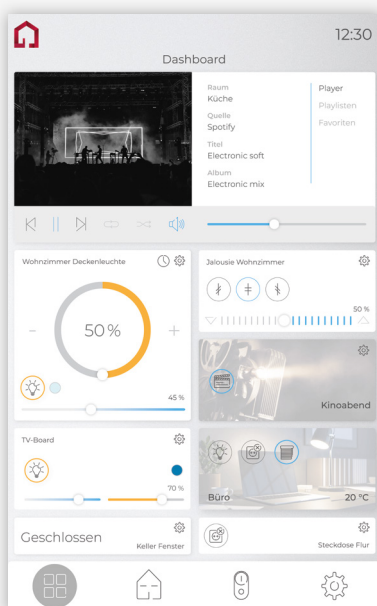 12:30
Dashboard
Raum
Küche
Quelle
Spotify
Titel
Electronic soft
Album
Electronic mix
Player
Playlisten
Favoriten
Wohnzimmer Deckenleuchte
50 %
45 %
Jalousie Wohnzimmer
50 %
Kinoabend
TV-Board
70 %
Büro
20 °C
Geschlossen
Keller Fenster
Steckdose Flur